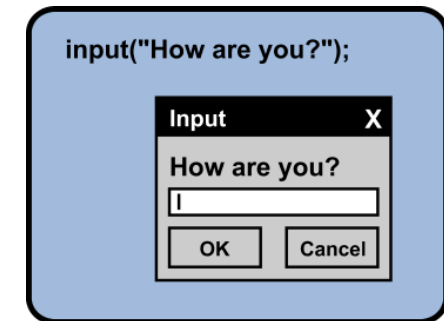 input("How are you?");
Input X
How are you?
OK Cancel